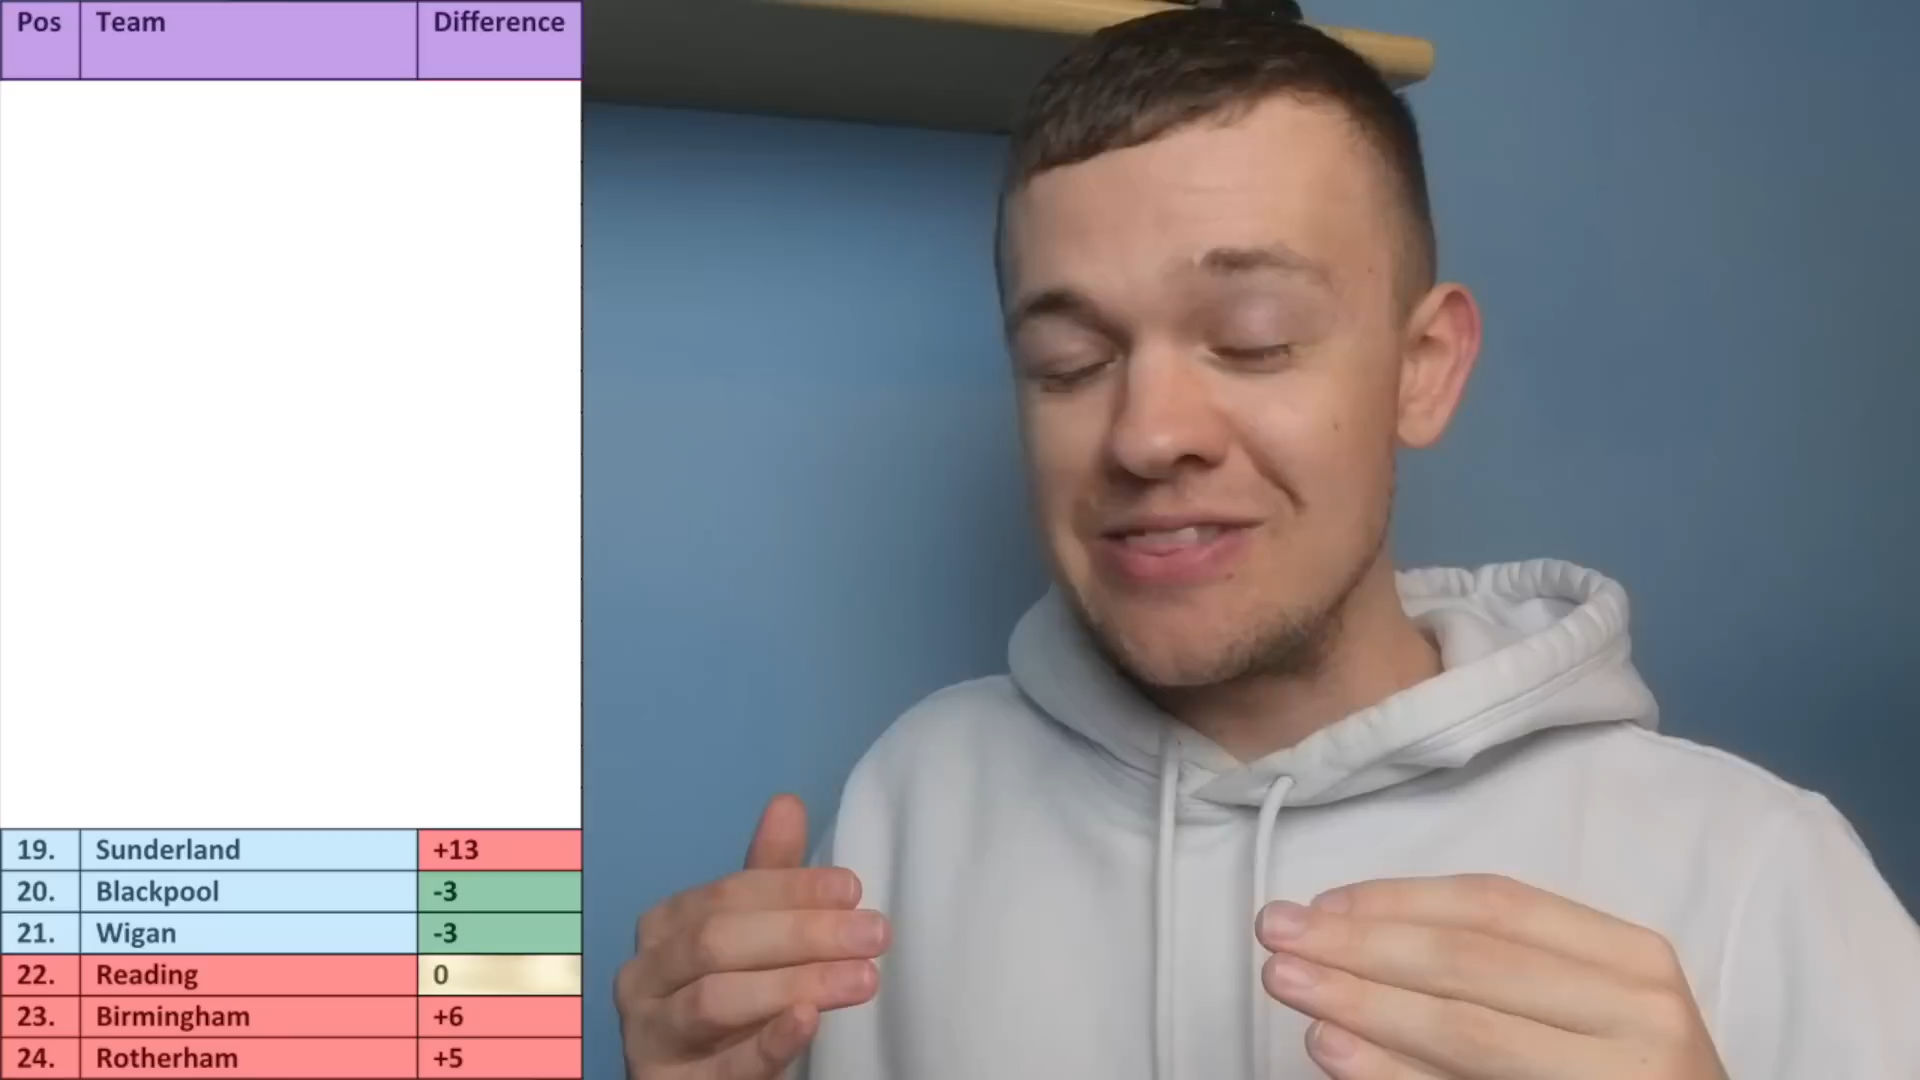 Pos Team Difference
19. Sunderland +13
20. Blackpool -3
21. Wigan -3
22. Reading 0
23. Birmingham +6
24. Rotherham +5